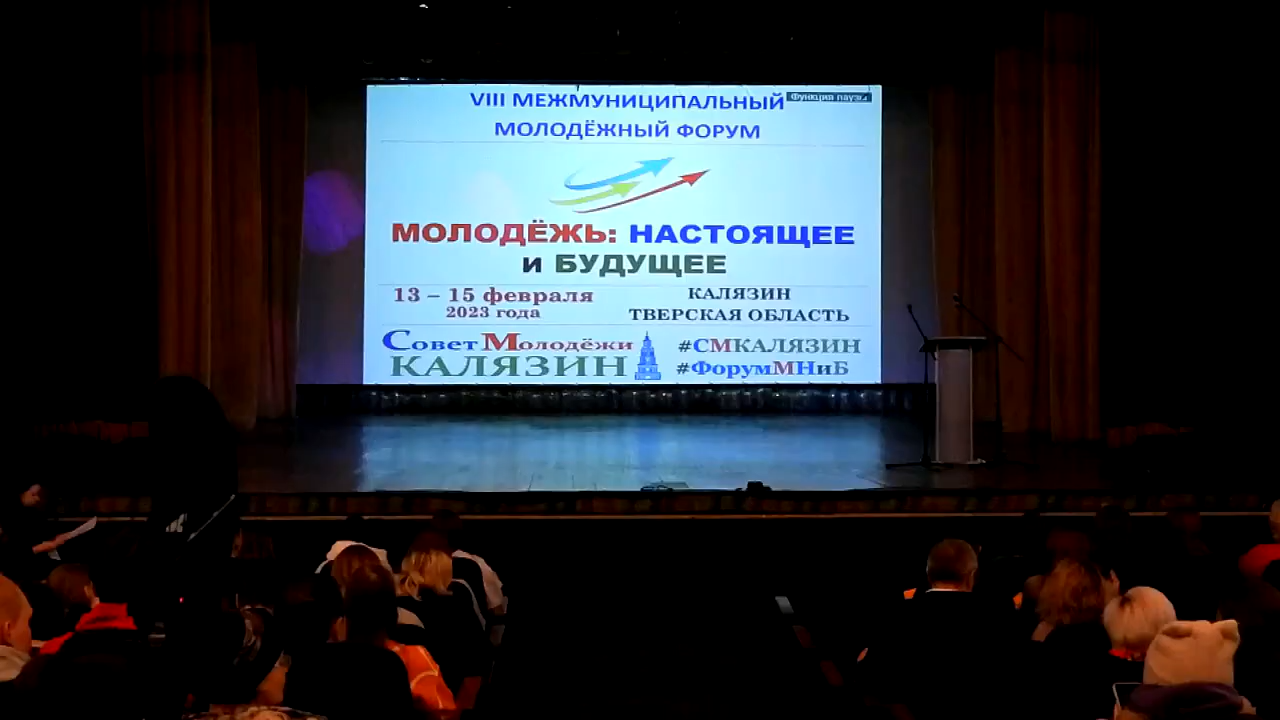 VIII МЕЖМУНИЦИПАЛЬНЫЙ
Функция паузы
МОЛОДЁЖНЫЙ ФОРУМ
МОЛОДЁЖЬ: НАСТОЯЩЕЕ
и БУДУЩЕЕ
13 – 15 февраля
2023 года
КАЛЯЗИН
ТВЕРСКАЯ ОБЛАСТЬ
Совет Молодёжи
КАЛЯЗИН
#СМКАЛЯЗИН
#ФорумМНиБ